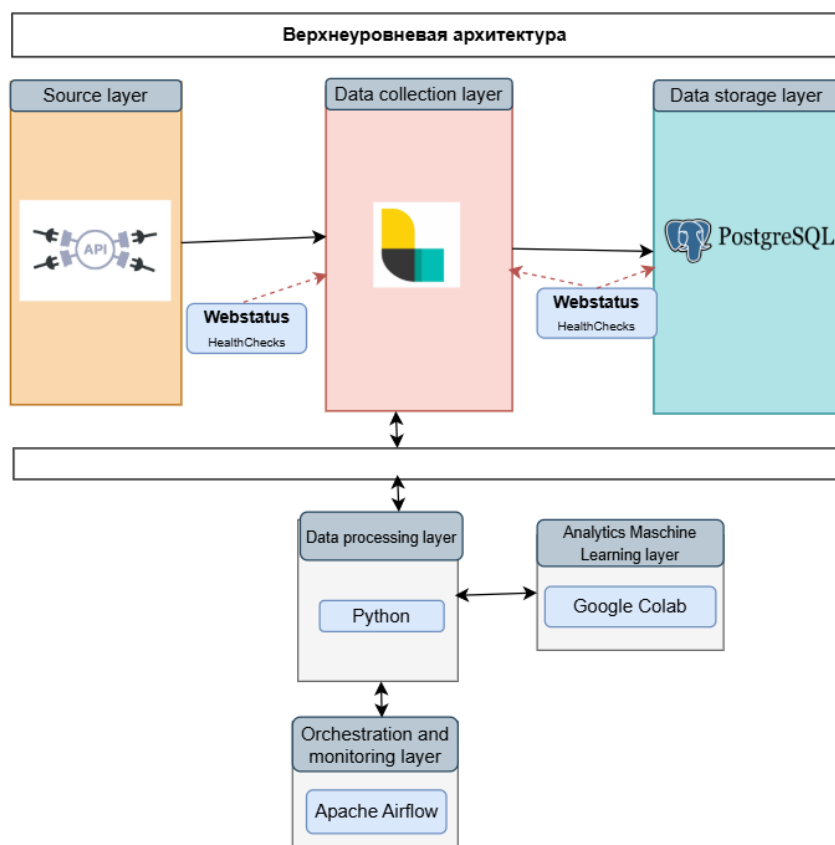 Верхнеуровневая архитектура
Source layer
Data collection layer
Data storage layer
API
PostgreSQL
Webstatus
HealthChecks
Webstatus
HealthChecks
Data processing layer
Python
Analytics Maschine
Learning layer
Google Colab
Orchestration and
monitoring layer
Apache Airflow